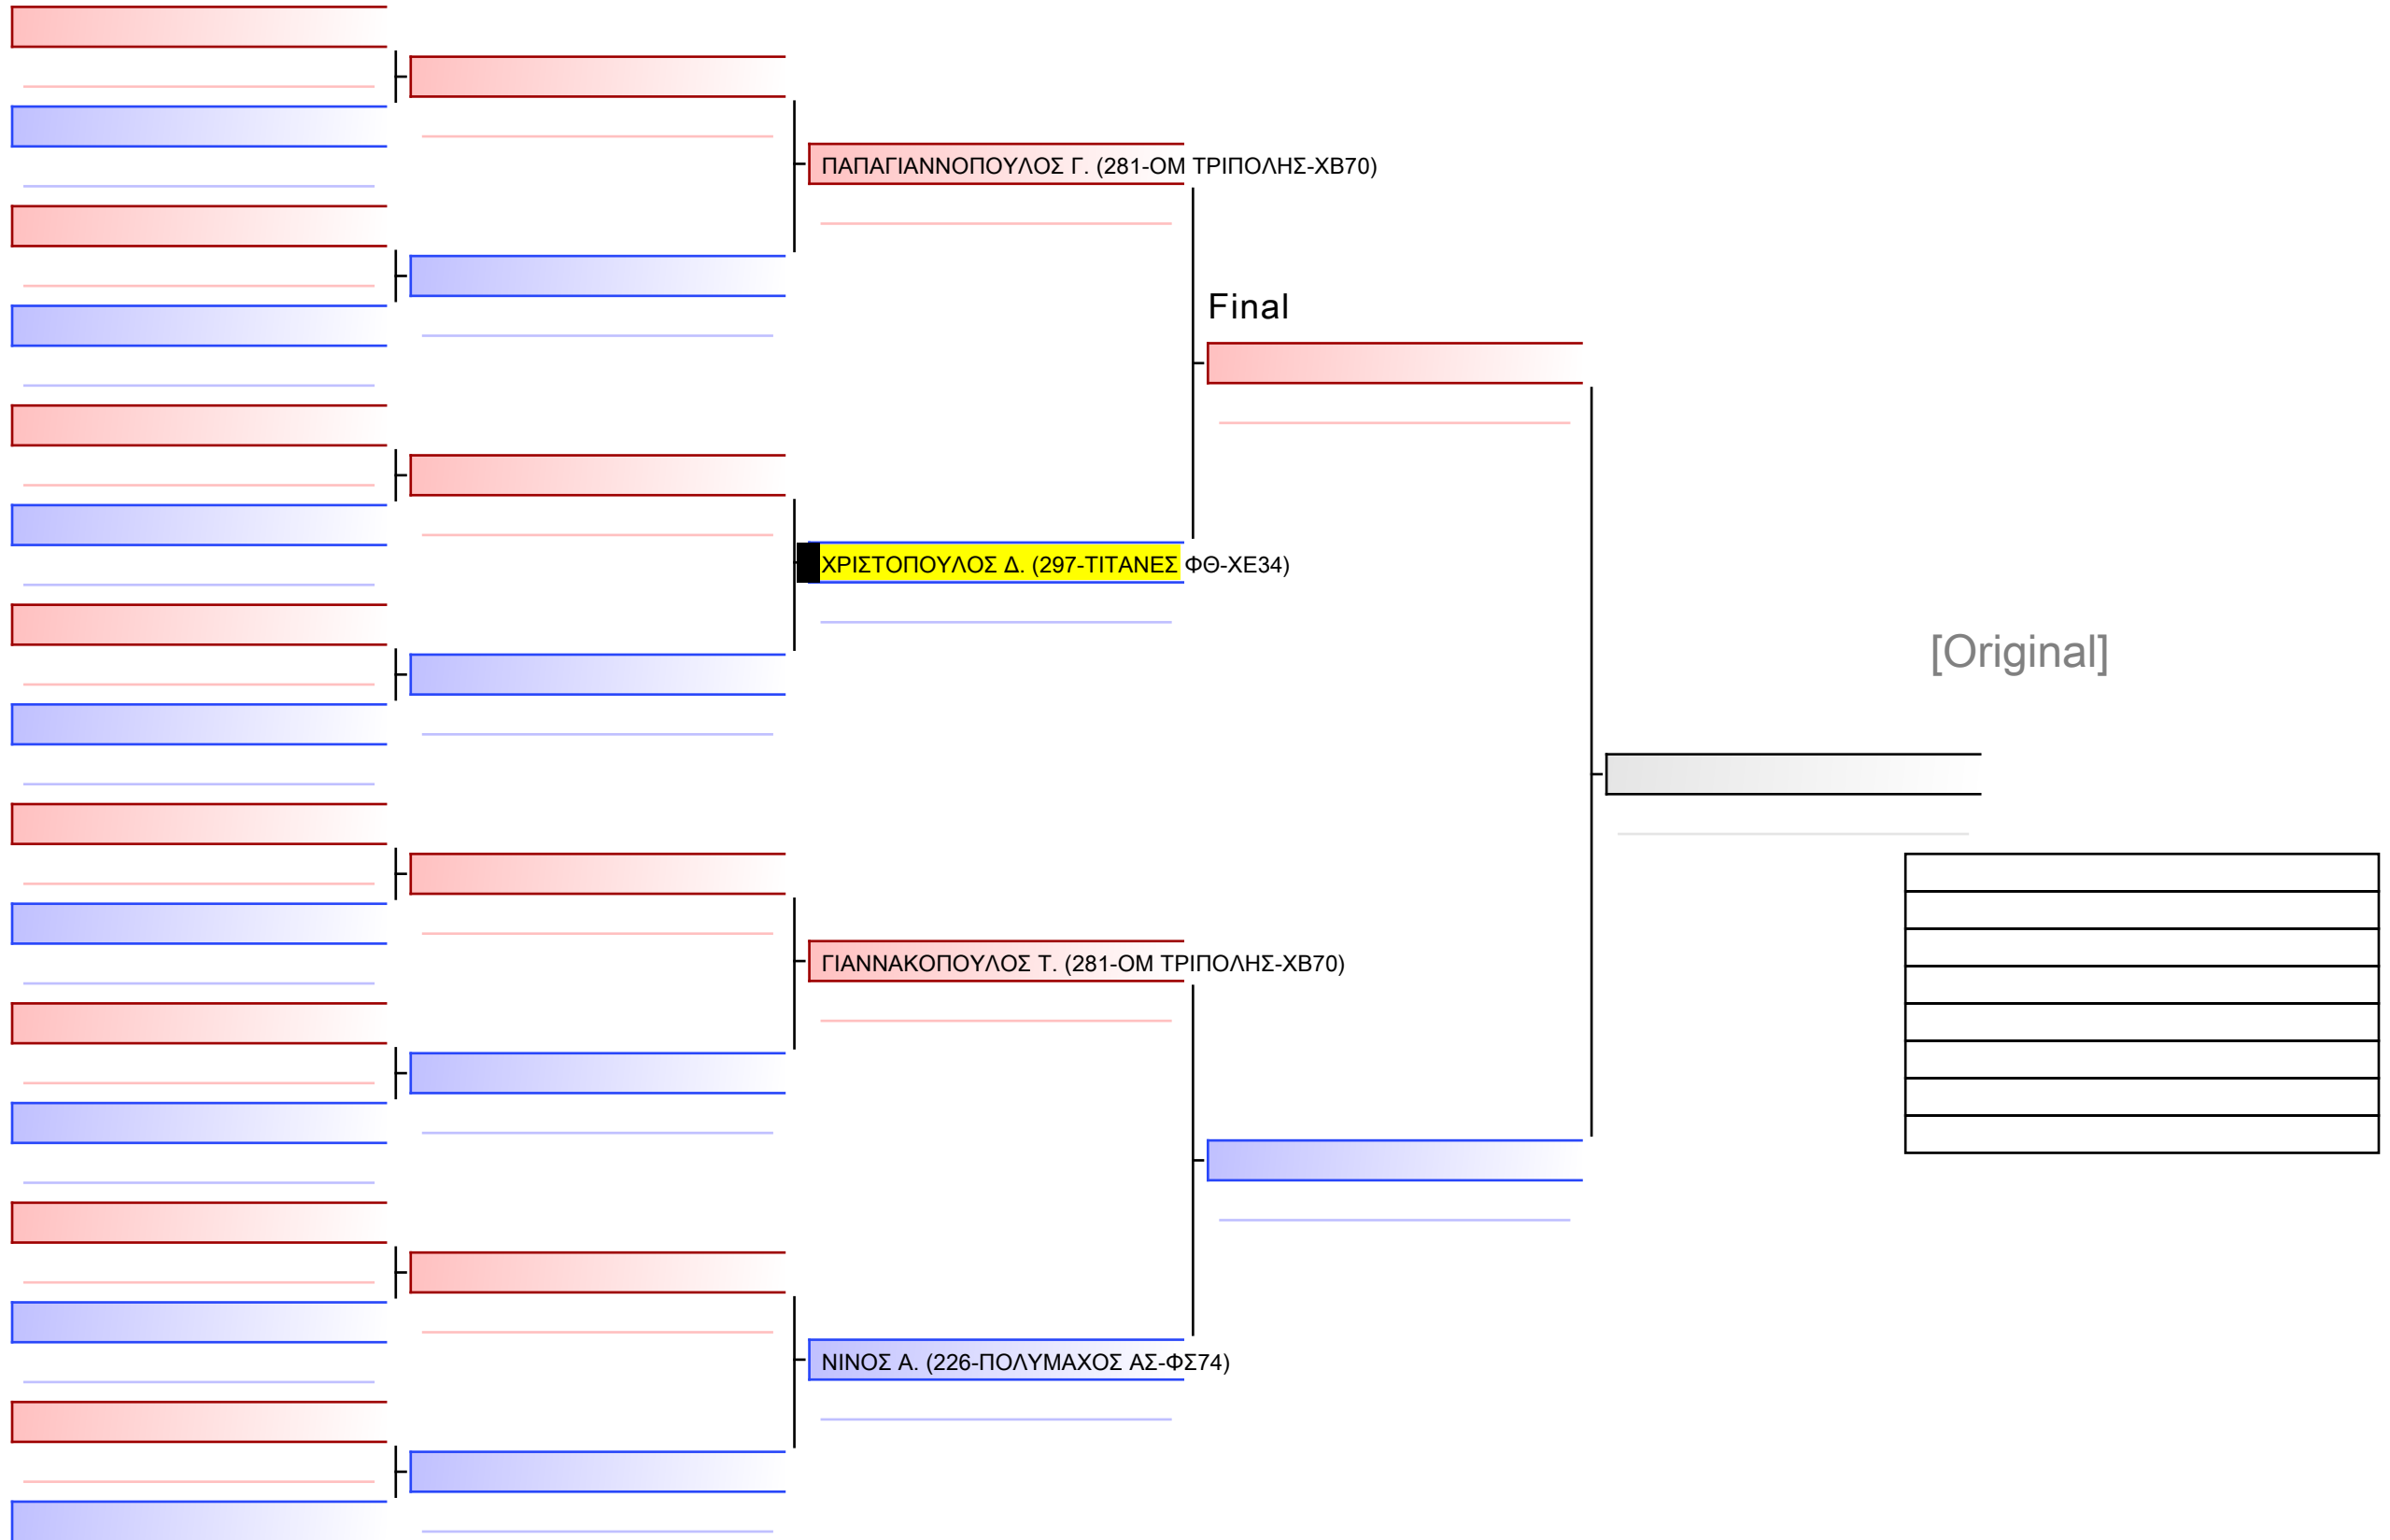 ΠΑΠΑΓΙΑΝΝΟΠΟΥΛΟΣ Γ. (281-ΟΜ ΤΡΙΠΟΛΗΣ-ΧΒ70)
Final
ΧΡΙΣΤΟΠΟΥΛΟΣ Δ. (297-ΤΙΤΑΝΕΣ ΦΘ-ΧΕ34)
[Original]
ΓΙΑΝΝΑΚΟΠΟΥΛΟΣ Τ. (281-ΟΜ ΤΡΙΠΟΛΗΣ-ΧΒ70)
ΝΙΝΟΣ Α. (226-ΠΟΛΥΜΑΧΟΣ ΑΣ-ΦΣ74)